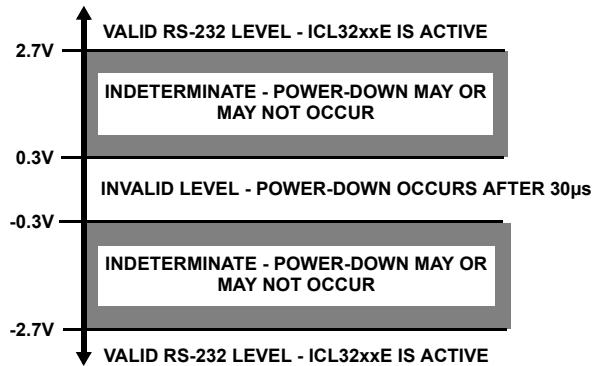 VALID RS-232 LEVEL - ICL32xxE IS ACTIVE
2.7V
INDETERMINATE - POWER-DOWN MAY OR
MAY NOT OCCUR
0.3V
INVALID LEVEL - POWER-DOWN OCCURS AFTER 30µs
-0.3V
INDETERMINATE - POWER-DOWN MAY OR
MAY NOT OCCUR
-2.7V
VALID RS-232 LEVEL - ICL32xxE IS ACTIVE